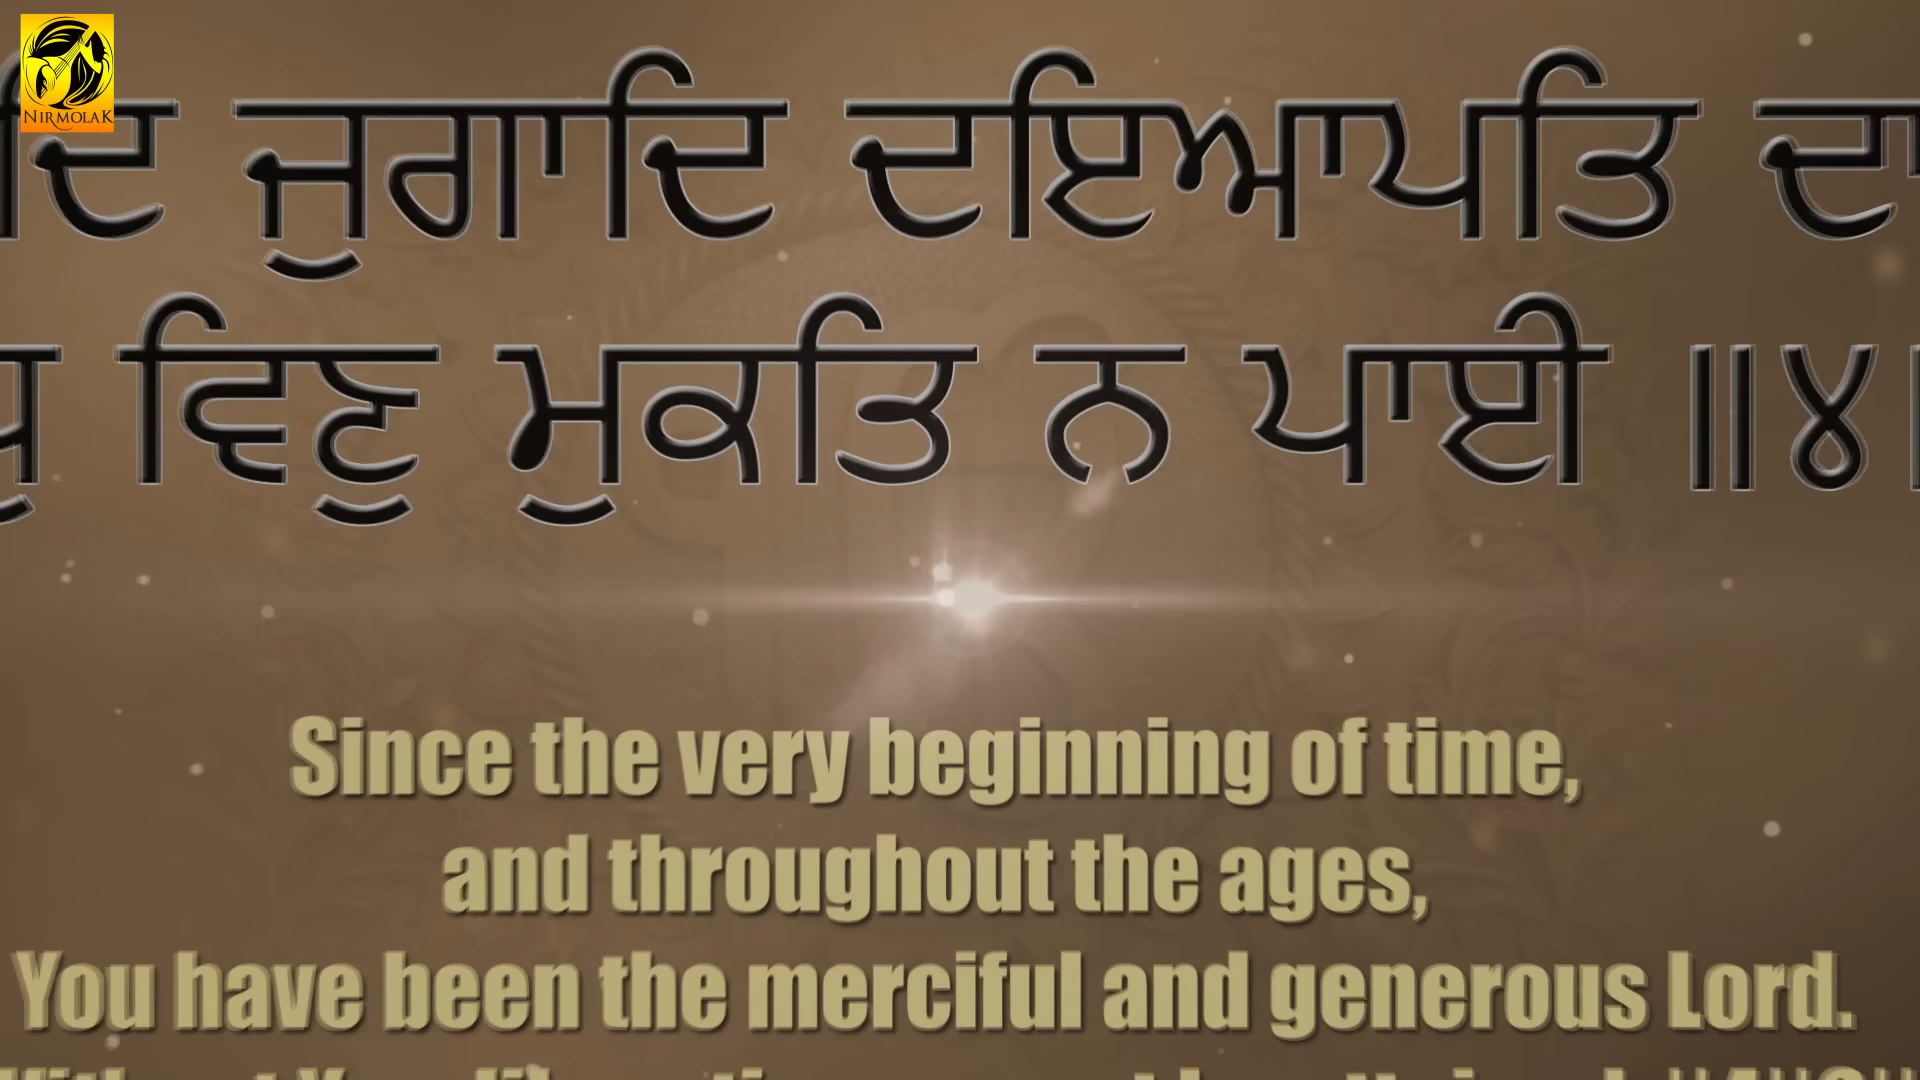 NIRMOLAK
ਜੁਗਾਦਿ ਦਇਆਪਤਿ
ਵਿਣੁ ਮੁਕਤਿ ਨ ਪਾਈ ॥੪
Since the very beginning of time,
and throughout the ages,
You have been the merciful and generous Lord.